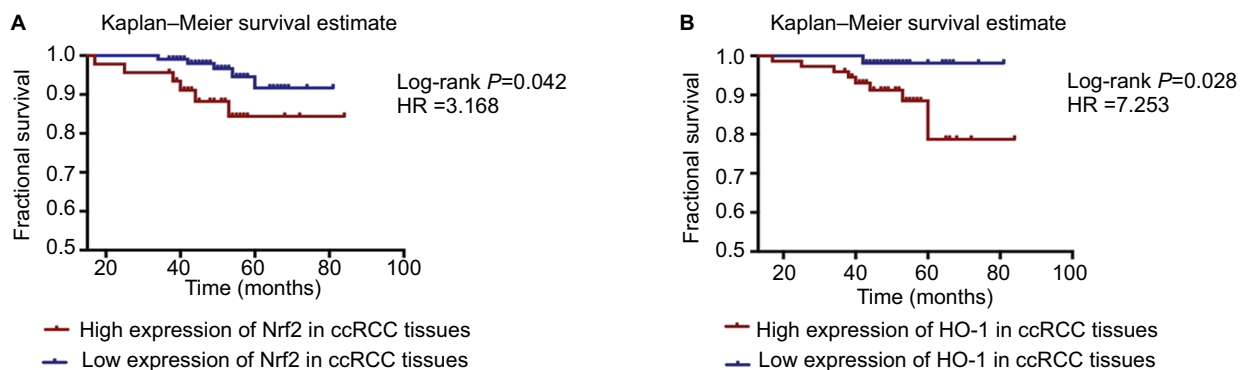 A Kaplan–Meier survival estimate
Fractional survival
1.0
0.9
0.8
0.7
0.6
0.5
20 40 60 80 100
Time (months)
Log-rank P=0.042
HR =3.168
High expression of Nrf2 in ccRCC tissues
Low expression of Nrf2 in ccRCC tissues
B Kaplan–Meier survival estimate
Fractional survival
1.0
0.9
0.8
0.7
0.6
0.5
20 40 60 80 100
Time (months)
Log-rank P=0.028
HR =7.253
High expression of HO-1 in ccRCC tissues
Low expression of HO-1 in ccRCC tissues